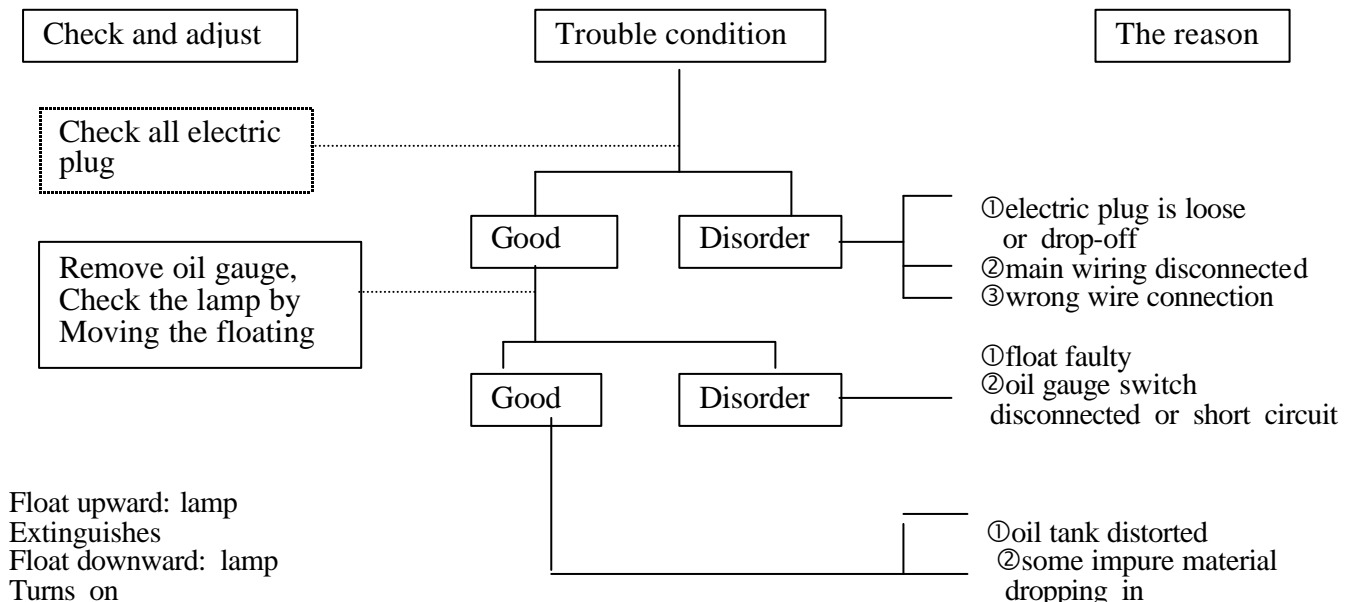 Check and adjust
Trouble condition
The reason
Check all electric
plug
Good
Disorder
①electric plug is loose
or drop-off
②main wiring disconnected
③wrong wire connection
Remove oil gauge,
Check the lamp by
Moving the floating
Good
Disorder
①float faulty
②oil gauge switch
disconnected or short circuit
Float upward: lamp
Extinguishes
Float downward: lamp
Turns on
①oil tank distorted
②some impure material
dropping in